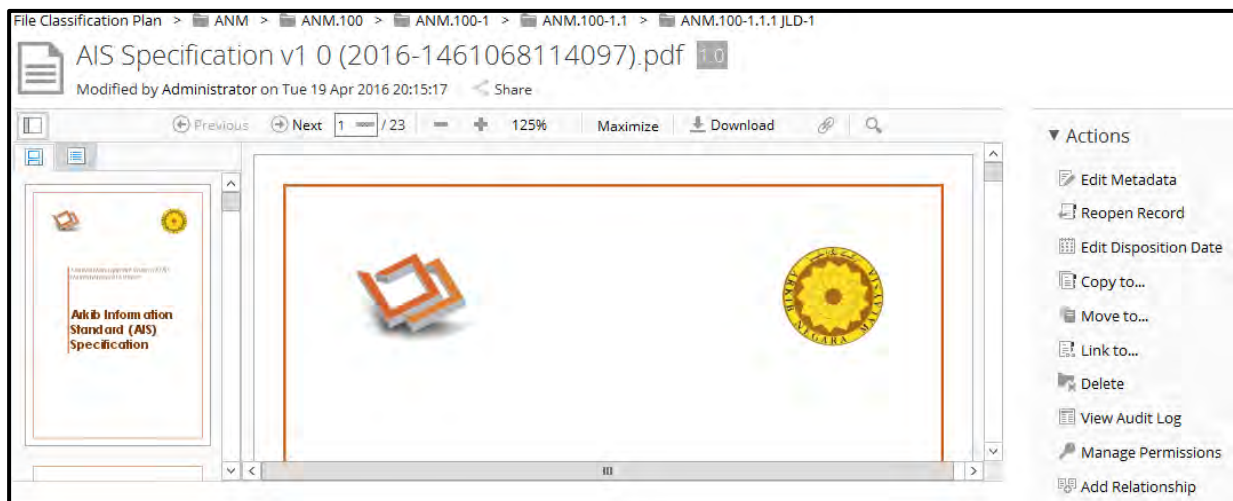 File Classification Plan > ANM > ANM.100 > ANM.100-1 > ANM.100-1.1 > ANM.100-1.1.1 JLD-1
AIS Specification v1 0 (2016-1461068114097).pdf 1.0
Modified by Administrator on Tue 19 Apr 2016 20:15:17 Share
Previous Next 1 / 23 125% Maximize Download
Arkib Information
Standard (AIS)
Specification
ARKIB NEGARA MALAYSIA
Actions
Edit Metadata
Reopen Record
Edit Disposition Date
Copy to...
Move to...
Link to...
Delete
View Audit Log
Manage Permissions
Add Relationship